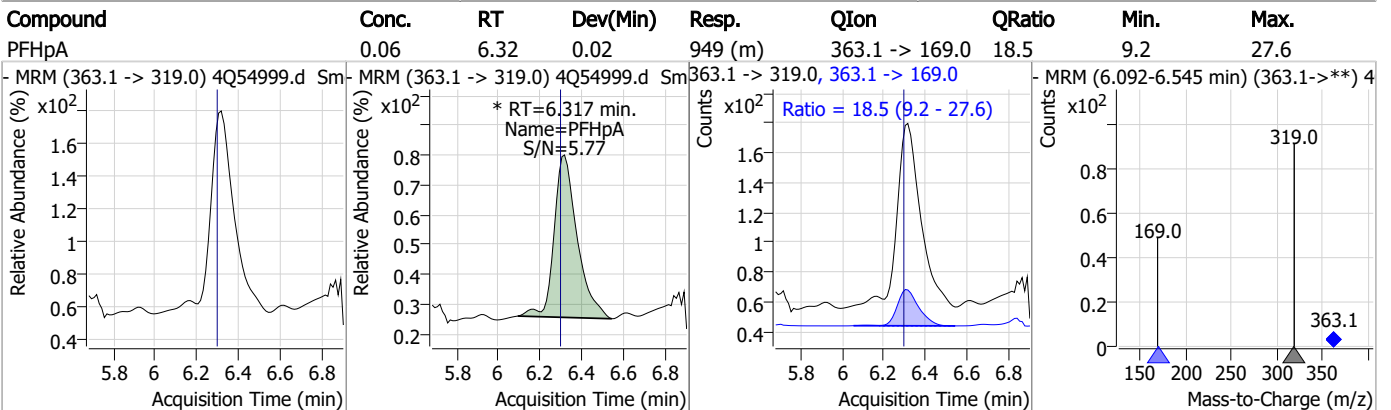 Compound Conc. RT Dev(Min) Resp. QIon QRatio Min. Max.
PFHpA 0.06 6.32 0.02 949 (m) 363.1 -> 169.0 18.5 9.2 27.6
- MRM (363.1 -> 319.0) 4Q54999.d Sm
Relative Abundance (%)
x10²
1.6
1.4
1.2
1
0.8
0.6
0.4
5.8 6 6.2 6.4 6.6 6.8
Acquisition Time (min)
- MRM (363.1 -> 319.0) 4Q54999.d Sm
Relative Abundance (%)
x10²
* RT=6.317 min.
Name=PFHpA
S/N=5.77
0.8
0.7
0.6
0.5
0.4
0.3
0.2
5.8 6 6.2 6.4 6.6 6.8
Acquisition Time (min)
363.1 -> 319.0, 363.1 -> 169.0
Counts
x10²
Ratio = 18.5 (9.2 - 27.6)
1.6
1.4
1.2
1
0.8
0.6
0.4
5.8 6 6.2 6.4 6.6 6.8
Acquisition Time (min)
- MRM (6.092-6.545 min) (363.1->**) 4
Counts
x10²
319.0
169.0
363.1
0.8
0.6
0.4
0.2
0
150 200 250 300 350
Mass-to-Charge (m/z)